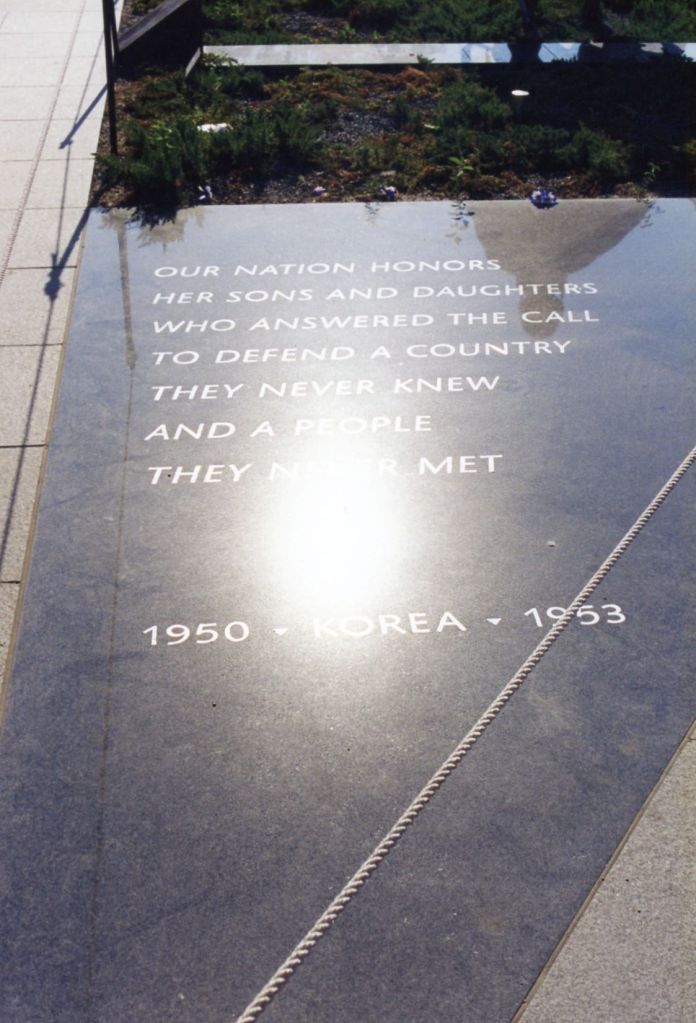 OUR NATION HONORS
HER SONS AND DAUGHTERS
WHO ANSWERED THE CALL
TO DEFEND A COUNTRY
THEY NEVER KNEW
AND A PEOPLE
THEY NEVER MET
1950 ▾ KOREA ▾ 1953